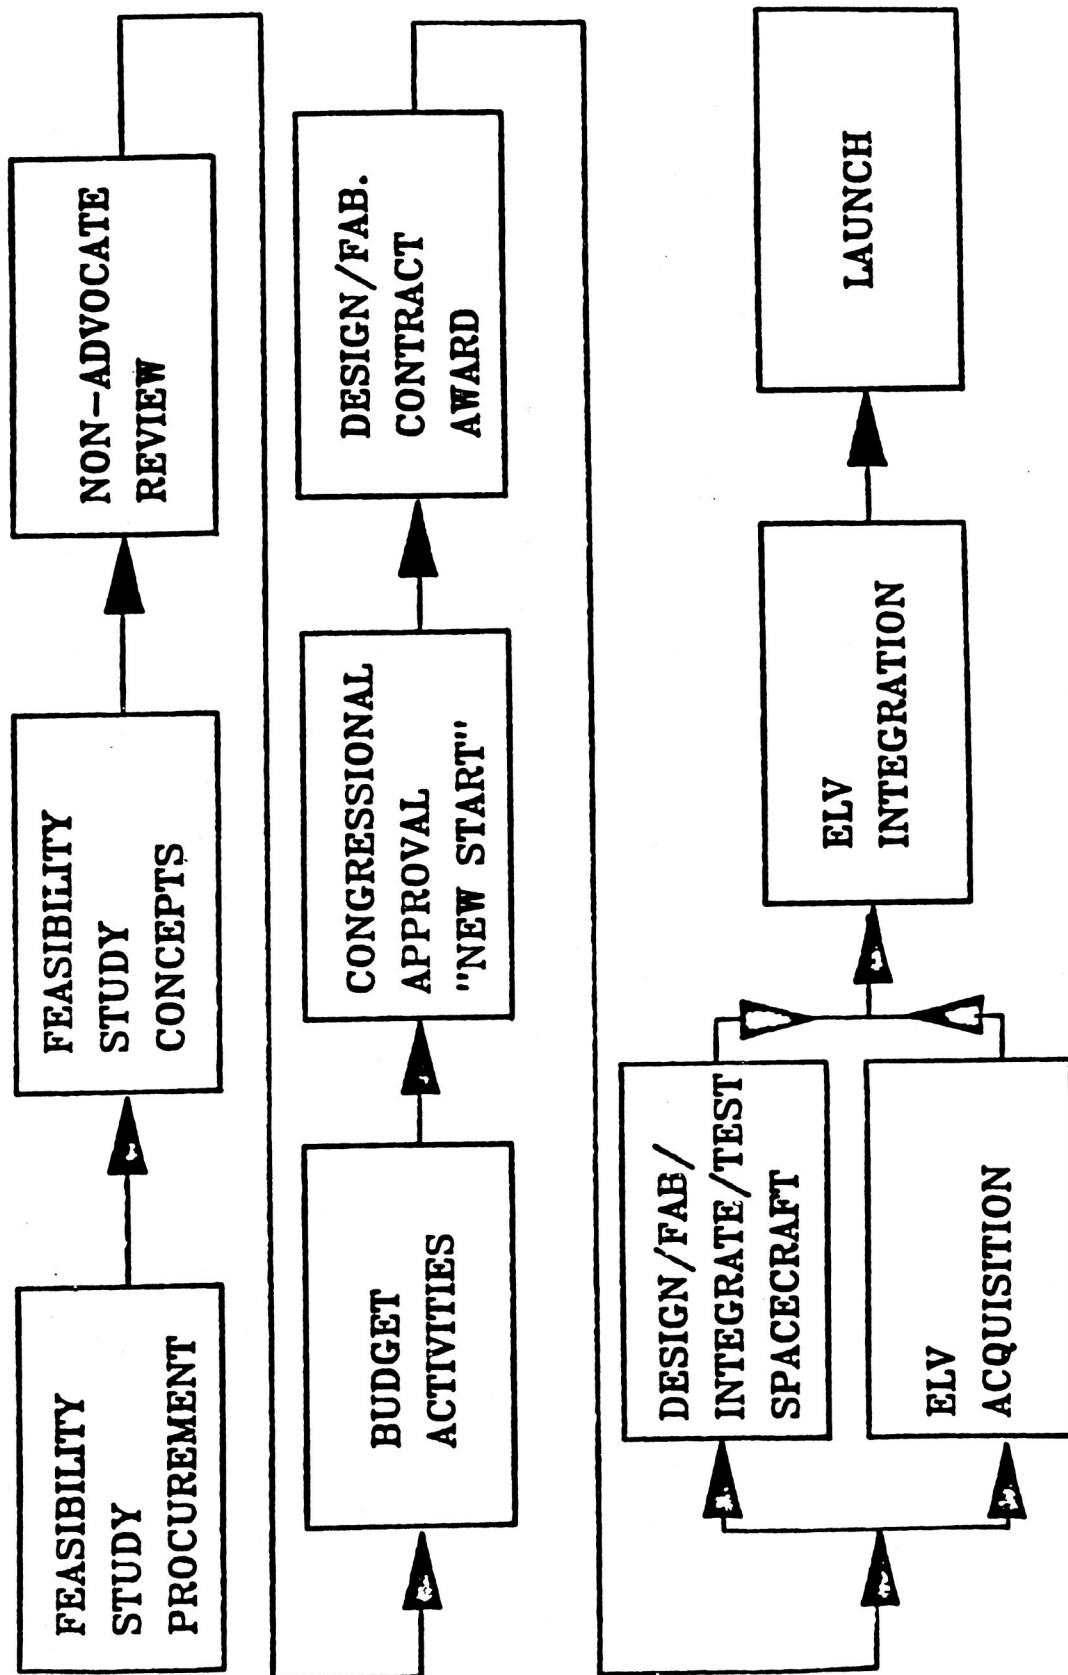 FEASIBILITY
STUDY
PROCUREMENT
FEASIBILITY
STUDY
CONCEPTS
NON-ADVOCATE
REVIEW
BUDGET
ACTIVITIES
CONGRESSIONAL
APPROVAL
"NEW START"
DESIGN/FAB.
CONTRACT
AWARD
DESIGN/FAB/
INTEGRATE/TEST
SPACECRAFT
ELV
ACQUISITION
ELV
INTEGRATION
LAUNCH